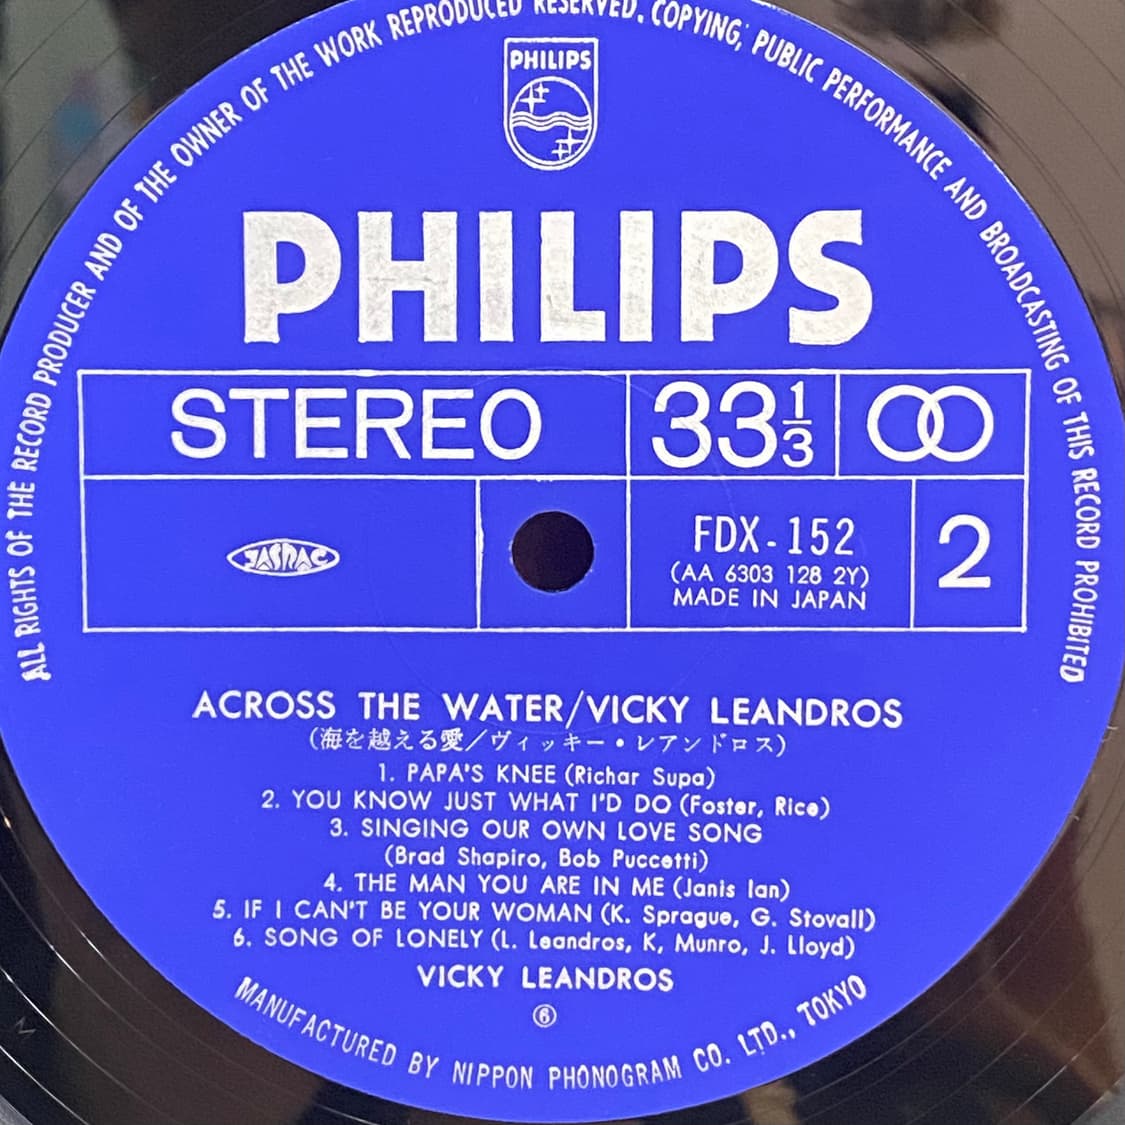 ALL RIGHTS OF THE RECORD PRODUCER AND OF THE OWNER OF THE WORK REPRODUCED RESERVED. COPYING, PUBLIC PERFORMANCE AND BROADCASTING OF THIS RECORD PROHIBITED
PHILIPS
PHILIPS
STEREO 33 1/3
JASRAC
FDX-152
(AA 6303 128 2Y)
MADE IN JAPAN
2
ACROSS THE WATER/VICKY LEANDROS
(海を越える愛/ヴィッキー・レアンドロス)
1. PAPA'S KNEE (Richar Supa)
2. YOU KNOW JUST WHAT I'D DO (Foster, Rice)
3. SINGING OUR OWN LOVE SONG
(Brad Shapiro, Bob Puccetti)
4. THE MAN YOU ARE IN ME (Janis Ian)
5. IF I CAN'T BE YOUR WOMAN (K. Sprague, G. Stovall)
6. SONG OF LONELY (L. Leandros, K, Munro, J. Lloyd)
VICKY LEANDROS
⑥
MANUFACTURED BY NIPPON PHONOGRAM CO. LTD., TOKYO